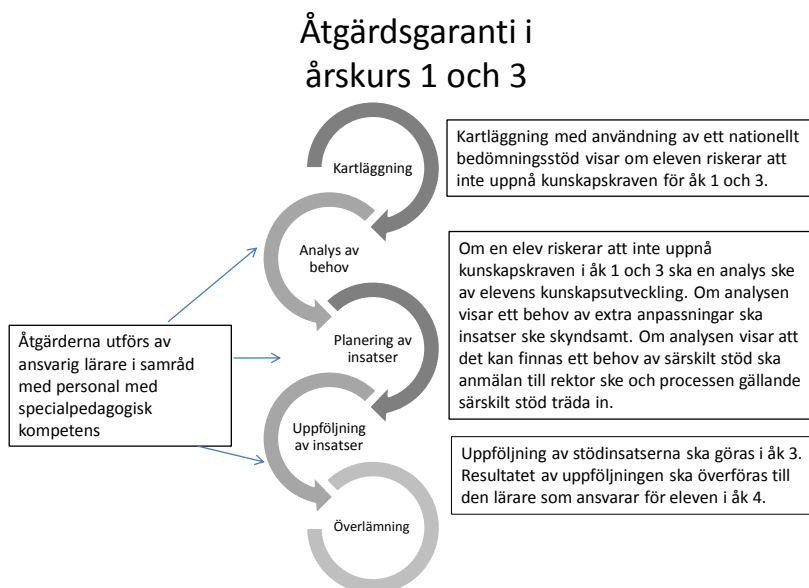 Åtgärdsgaranti i
årskurs 1 och 3
Kartläggning
Kartläggning med användning av ett nationellt
bedömningsstöd visar om eleven riskerar att
inte uppnå kunskapskraven för åk 1 och 3.
Analys av
behov
Om en elev riskerar att inte uppnå
kunskapskraven i åk 1 och 3 ska en analys ske
av elevens kunskapsutveckling. Om analysen
visar ett behov av extra anpassningar ska
insatser ske skyndsamt. Om analysen visar att
det kan finnas ett behov av särskilt stöd ska
anmälan till rektor ske och processen gällande
särskilt stöd träda in.
Planering av
insatser
Åtgärderna utförs av
ansvarig lärare i samråd
med personal med
specialpedagogisk
kompetens
Uppföljning
av insatser
Uppföljning av stödinsatserna ska göras i åk 3.
Resultatet av uppföljningen ska överföras till
den lärare som ansvarar för eleven i åk 4.
Överlämning